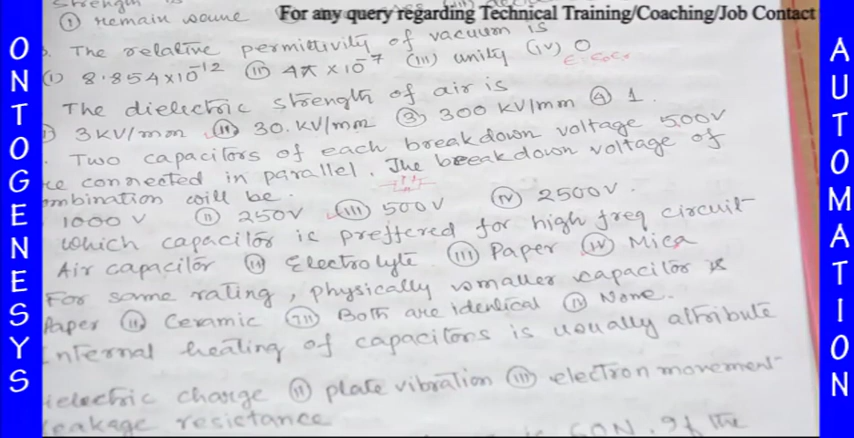 ① remain same
For any query regarding Technical Training/Coaching/Job Contact
The relative permittivity of vacuum is
(i) 8.854x10⁻¹² (ii) 4π x 10⁻⁷ (iii) unity (iv) 0
The dielectric strength of air is
3KV/mm (ii) 30. KV/mm (3) 300 KV/mm (4) 1.
Two capacitors of each breakdown voltage 500V
connected in parallel. The breakdown voltage of
ombination will be.
1000 V (ii) 250V (iii) 500V (iv) 2500V.
which capacitor is preffered for high freq circuit
Air capacitor (ii) Electrolyte (iii) Paper (iv) Mica
For same rating, physically smaller capacitor is
Paper (ii) Ceramic (iii) Both are identical (iv) None.
Internal heating of capacitors is usually attribute
ielectric charge (ii) plate vibration (iii) electron movement
leakage resistance
ONTOGENESYS
AUTOMATION